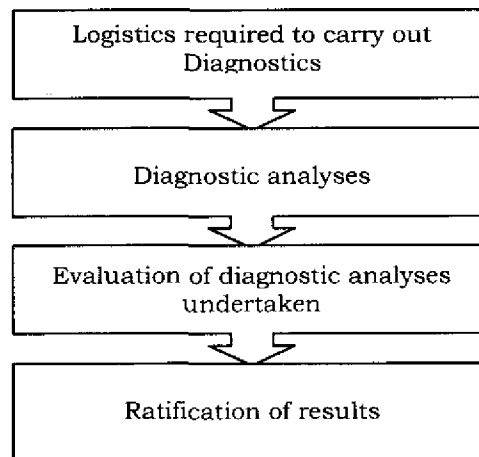 Logistics required to carry out
Diagnostics
Diagnostic analyses
Evaluation of diagnostic analyses
undertaken
Ratification of results